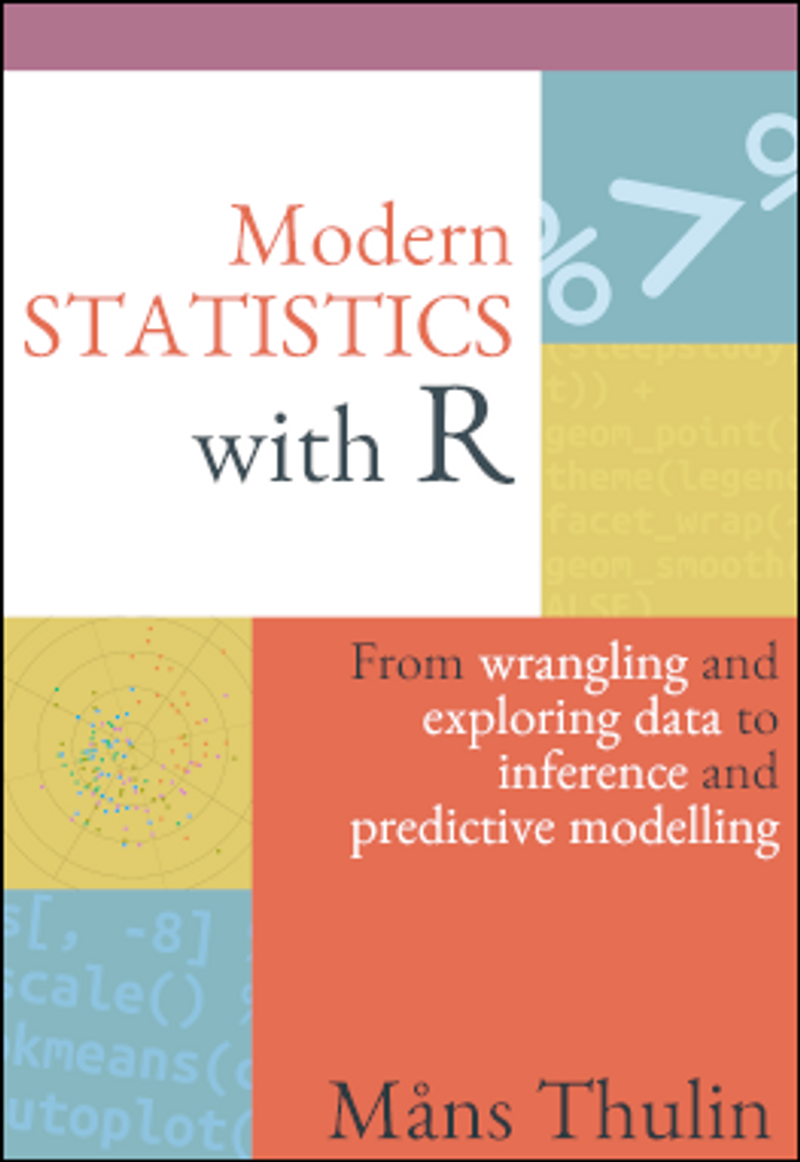 Modern
STATISTICS
with R
% > %
(sleepstudy
t)) +
geom_point()
theme(legend
facet_wrap(~
geom_smooth(
ALSE)
From wrangling and
exploring data to
inference and
predictive modelling
s[, -8] %
scale() %
kmeans(c
utoplot(
Måns Thulin